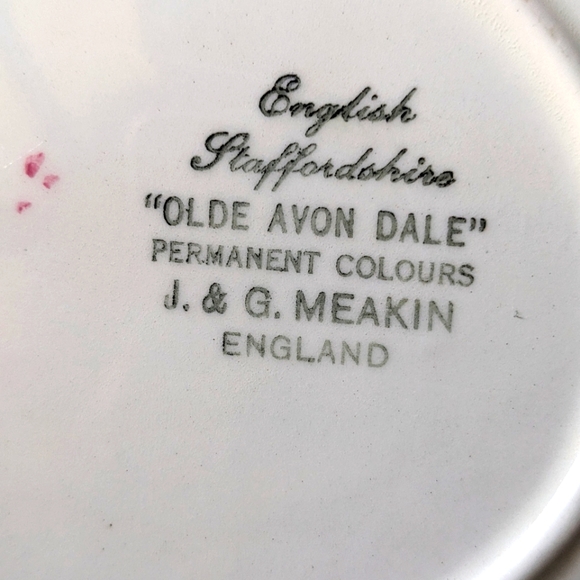 English
Staffordshire
"OLDE AVON DALE"
PERMANENT COLOURS
J. & G. MEAKIN
ENGLAND